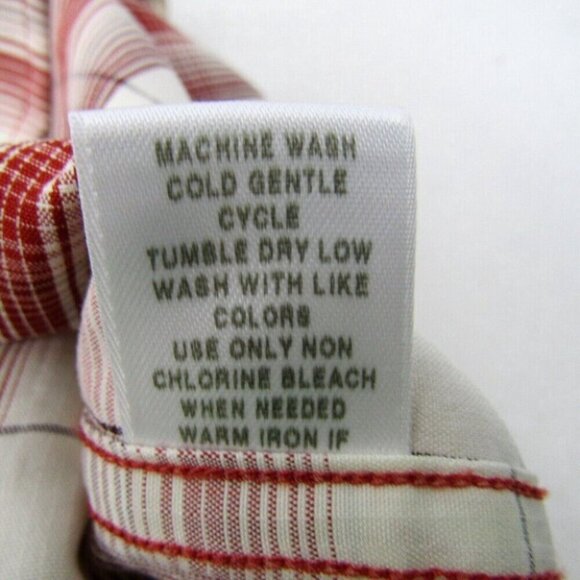 MACHINE WASH
COLD GENTLE
CYCLE
TUMBLE DRY LOW
WASH WITH LIKE
COLORS
USE ONLY NON
CHLORINE BLEACH
WHEN NEEDED
WARM IRON IF